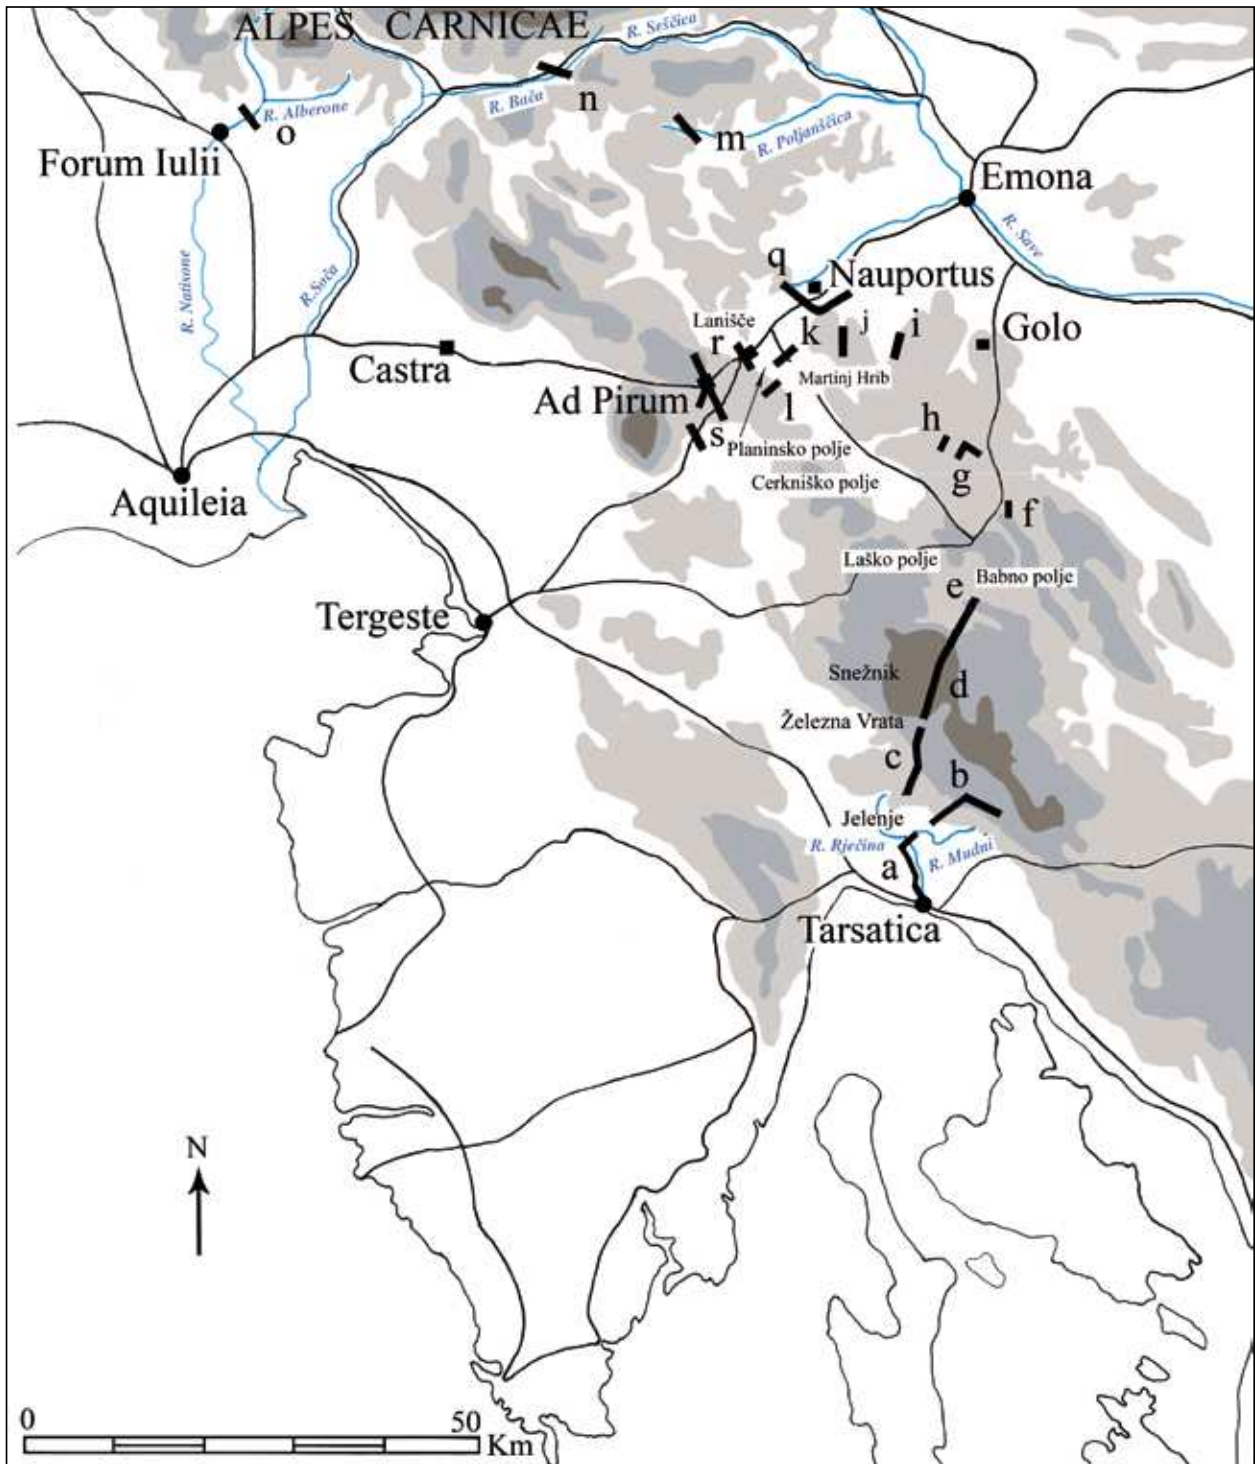 ALPES CARNICAE
R. Seščica
R. Bača
n
R. Alberone
o
m
R. Poljanščica
Forum Iulii
Emona
R. Save
R. Natisone
R.Soča
q
Nauportus
Lanišče
r
k
j
i
Golo
Castra
Martinj Hrib
Ad Pirum
l
s
h
Planinsko polje
g
Cerkniško polje
Aquileia
f
Laško polje
e
Babno polje
Tergeste
Snežnik
d
Železna Vrata
c
b
Jelenje
R. Rječina
a
R. Mudni
Tarsatica
N
0
50
Km